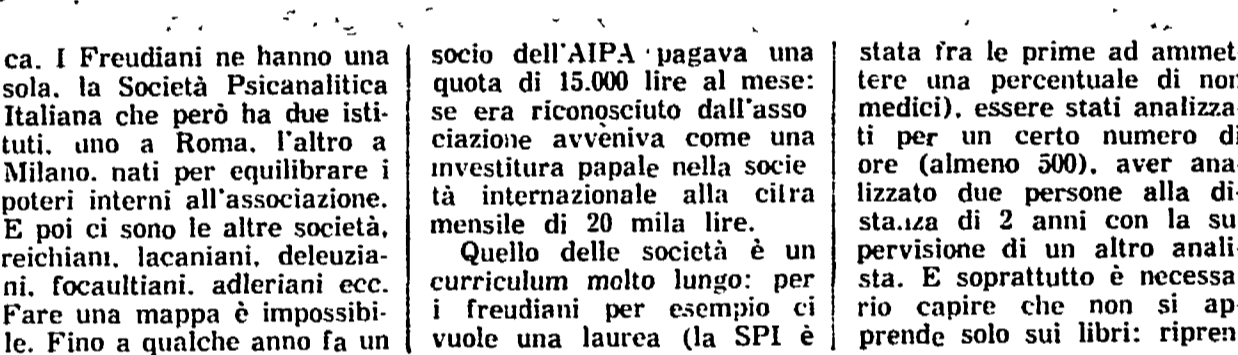 ca. I Freudiani ne hanno una
sola. la Società Psicanalitica
Italiana che però ha due isti-
tuti. uno a Roma. l'altro a
Milano. nati per equilibrare i
poteri interni all'associazione.
E poi ci sono le altre società,
reichiani, lacaniani, deleuzia-
ni. focaultiani. adleriani ecc.
Fare una mappa è impossibi-
le. Fino a qualche anno fa un
socio dell'AIPA pagava una
quota di 15.000 lire al mese:
se era riconosciuto dall'asso
ciazione avveniva come una
investitura papale nella socie
tà internazionale alla cifra
mensile di 20 mila lire.
Quello delle società è un
curriculum molto lungo: per
i freudiani per esempio ci
vuole una laurea (la SPI è
stata fra le prime ad ammet
tere una percentuale di non
medici). essere stati analizza-
ti per un certo numero di
ore (almeno 500). aver ana-
lizzato due persone alla di-
stanza di 2 anni con la su
pervisione di un altro anali-
sta. E soprattutto è necessa
rio capire che non si ap-
prende solo sui libri: ripren